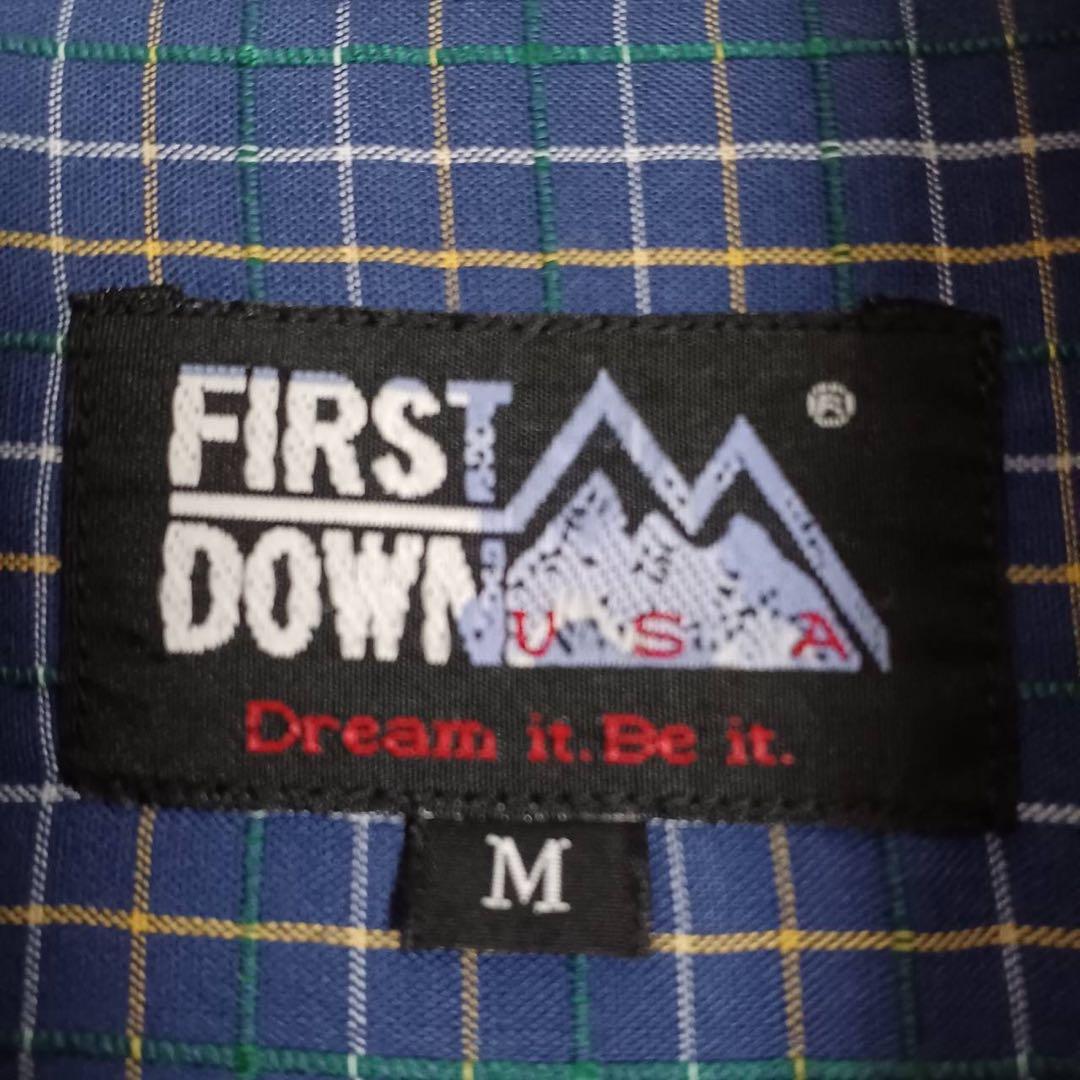 FIRST ®
DOWN USA
Dream it. Be it.
M